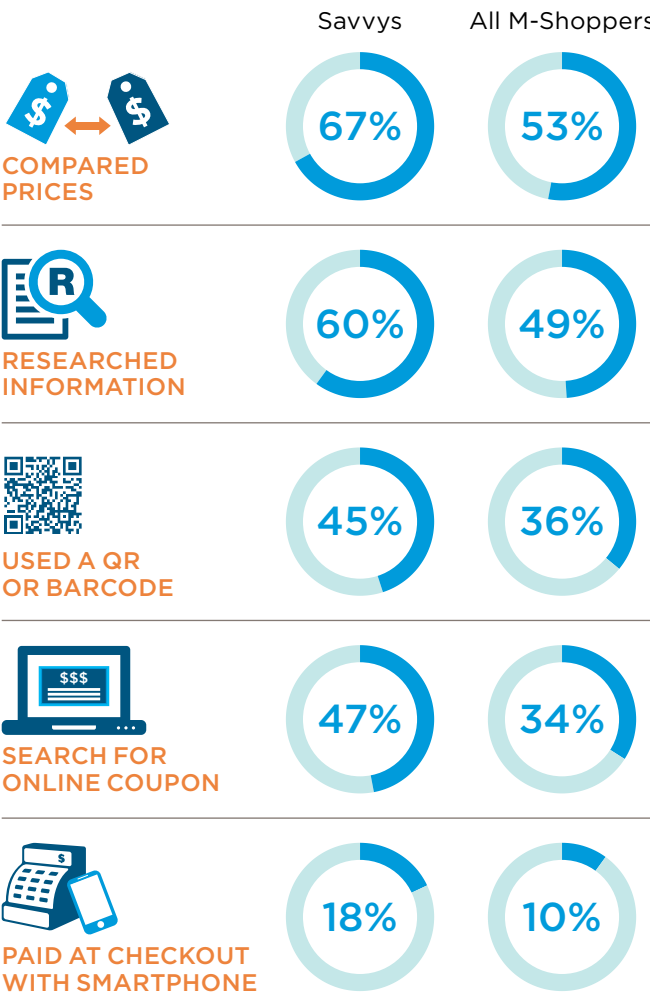 Savvys All M-Shoppers
$ $
67% 53%
COMPARED
PRICES
R
60% 49%
RESEARCHED
INFORMATION
45% 36%
USED A QR
OR BARCODE
$$$
47% 34%
SEARCH FOR
ONLINE COUPON
$
18% 10%
PAID AT CHECKOUT
WITH SMARTPHONE